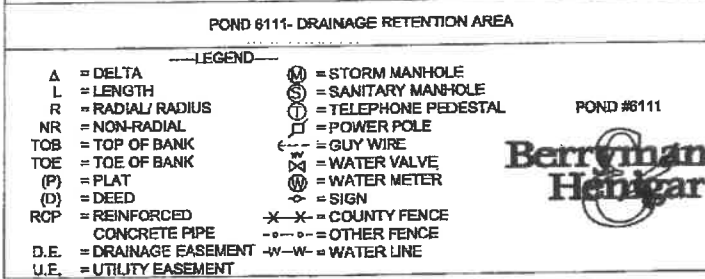 POND 6111- DRAINAGE RETENTION AREA
LEGEND
Δ = DELTA
L = LENGTH
R = RADIAL/ RADIUS
NR = NON-RADIAL
TOB = TOP OF BANK
TOE = TOE OF BANK
(P) = PLAT
(D) = DEED
RCP = REINFORCED
CONCRETE PIPE
D.E. = DRAINAGE EASEMENT
U.E. = UTILITY EASEMENT
M = STORM MANHOLE
S = SANITARY MANHOLE
T = TELEPHONE PEDESTAL
= POWER POLE
= GUY WIRE
W = WATER VALVE
W = WATER METER
= SIGN
-X-X- = COUNTY FENCE
= OTHER FENCE
-W-W- = WATER LINE
POND #6111
Berryman
&
Henigar